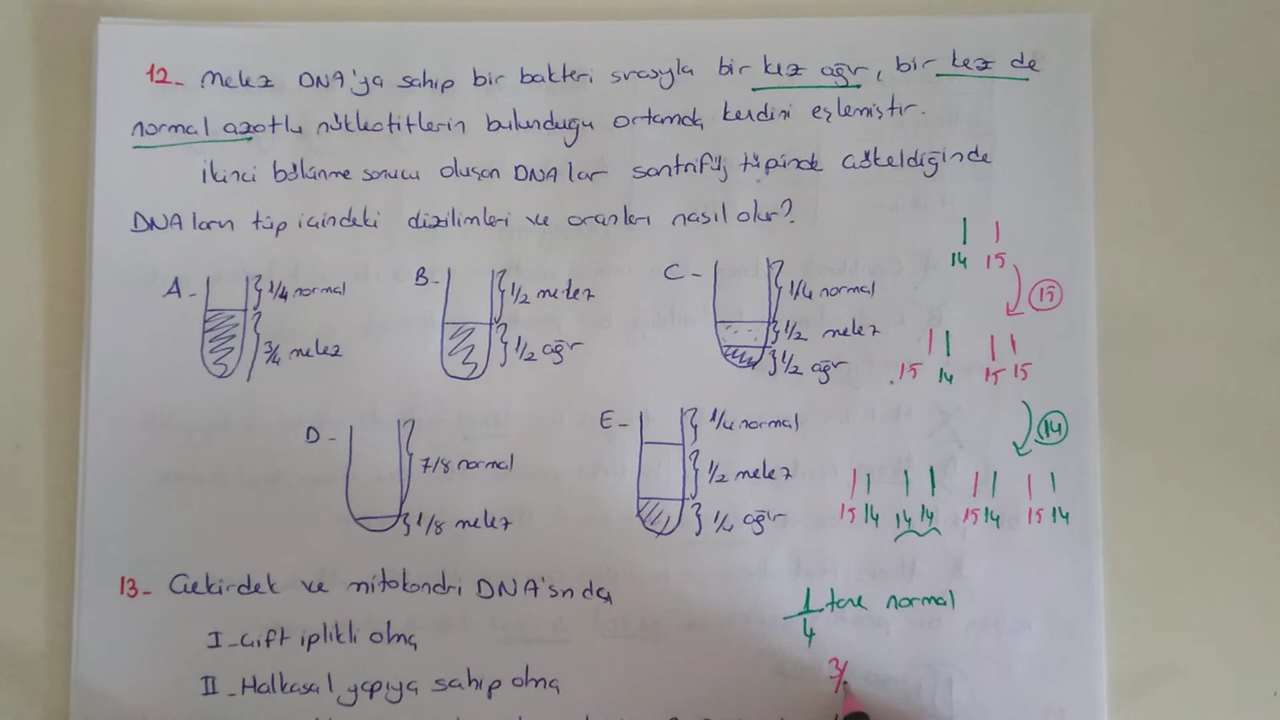 12- Melez DNA'ya sahip bir bakteri sırasıyla bir kez ağır, bir kez de
normal azotlu nükleotitlerin bulunduğu ortamda kendini eşlemiştir.
İkinci bölünme sonucu oluşan DNA lar santrifüj tüpünde çökeldiğinde
DNA ların tüp içindeki dizilimleri ve oranları nasıl olur?
A- 1/4 normal
3/4 melez
B- 1/2 melez
1/2 ağır
C- 1/4 normal
1/2 melez
1/2 ağır
D- 7/8 normal
1/8 melez
E- 1/4 normal
1/2 melez
1/4 ağır
14 15
15
15 14 15 15
14
15 14 14 14 15 14 15 14
1/4 tane normal
3/
13- Çekirdek ve mitokondri DNA'sında
I- Çift iplikli olma
II- Halkasal yapıya sahip olma